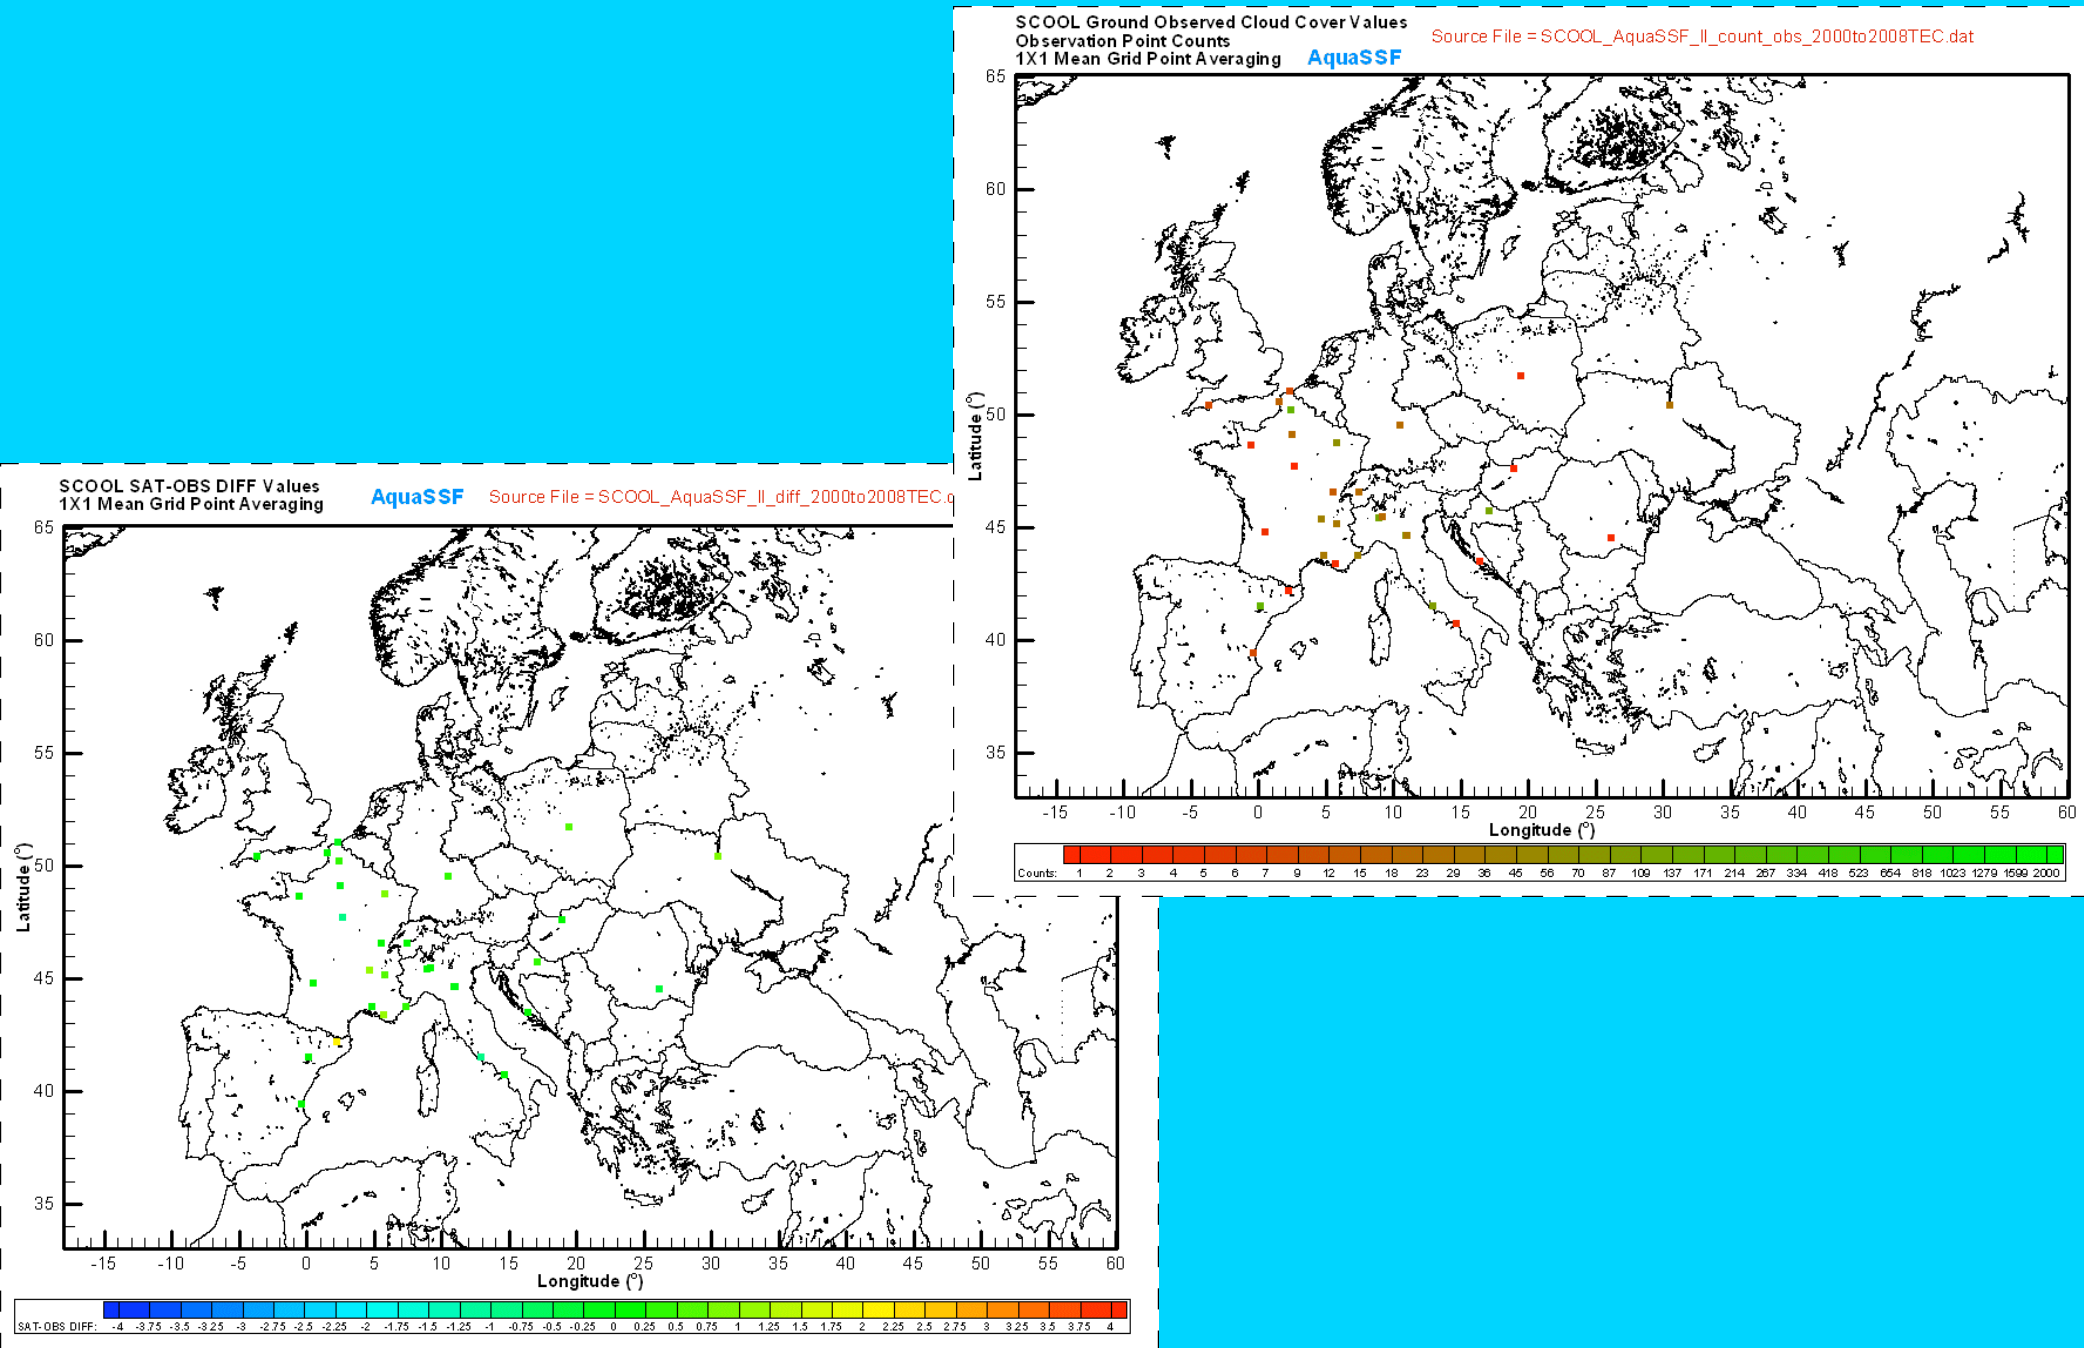 SCOOL Ground Observed Cloud Cover Values
Observation Point Counts
1X1 Mean Grid Point Averaging
AquaSSF
Source File = SCOOL_AquaSSF_II_count_obs_2000to2008TEC.dat
65
60
55
50
45
40
35
Latitude (°)
-15 -10 -5 0 5 10 15 20 25 30 35 40 45 50 55 60
Longitude (°)
Counts: 1 2 3 4 5 6 7 9 12 15 18 23 29 36 45 56 70 87 109 137 171 214 267 334 418 523 654 818 1023 1279 1599 2000
SCOOL SAT-OBS DIFF Values
1X1 Mean Grid Point Averaging
AquaSSF
Source File = SCOOL_AquaSSF_II_diff_2000to2008TEC.
65
60
55
50
45
40
35
Latitude (°)
-15 -10 -5 0 5 10 15 20 25 30 35 40 45 50 55 60
Longitude (°)
SAT-OBS DIFF: -4 -3.75 -3.5 -3.25 -3 -2.75 -2.5 -2.25 -2 -1.75 -1.5 -1.25 -1 -0.75 -0.5 -0.25 0 0.25 0.5 0.75 1 1.25 1.5 1.75 2 2.25 2.5 2.75 3 3.25 3.5 3.75 4